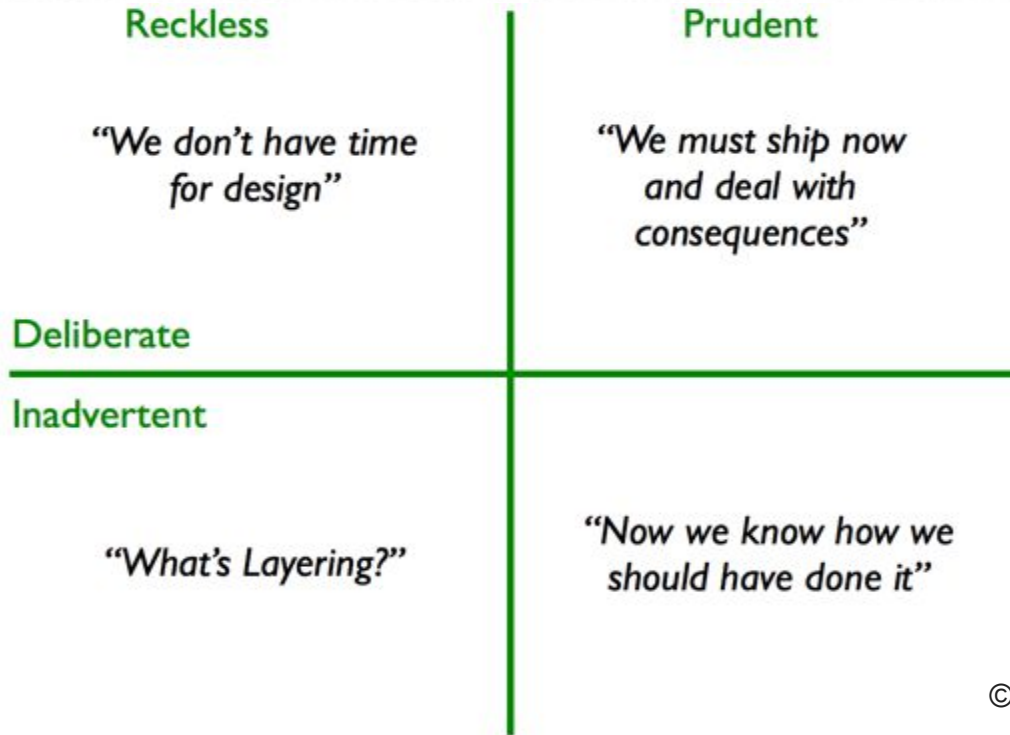 Reckless
Prudent
“We don’t have time
for design”
“We must ship now
and deal with
consequences”
Deliberate
Inadvertent
“What’s Layering?”
“Now we know how we
should have done it”
©